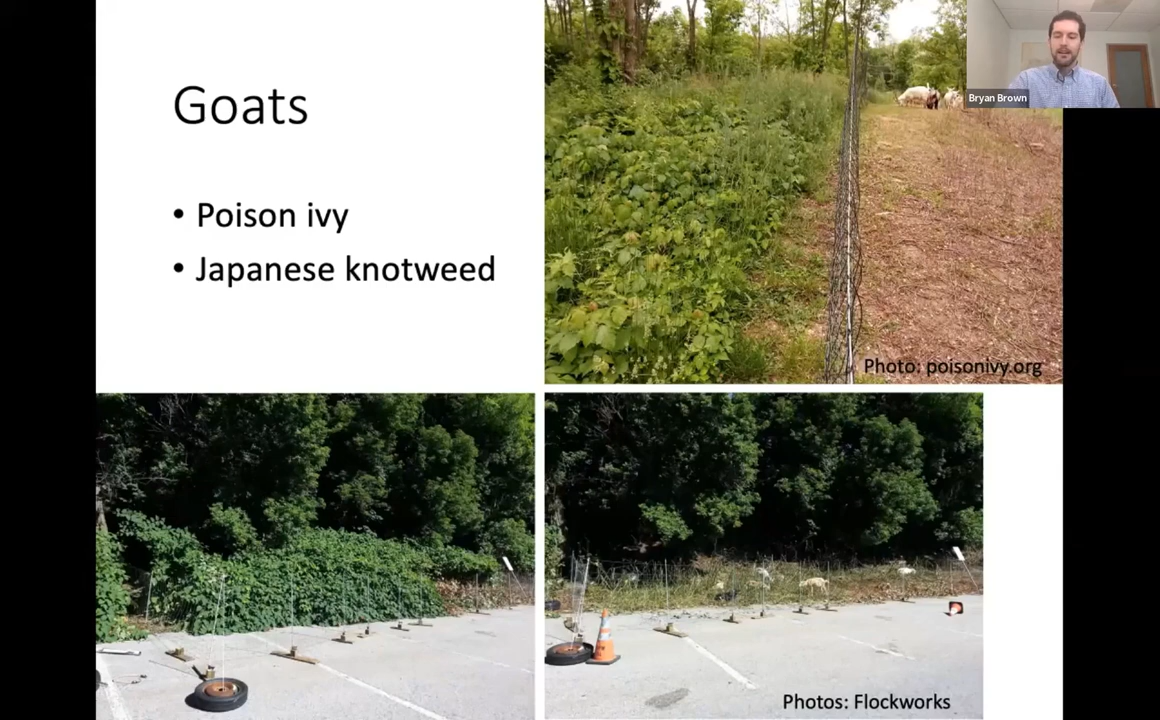 Goats
• Poison ivy
• Japanese knotweed
Bryan Brown
Photo: poisonivy.org
Photos: Flockworks